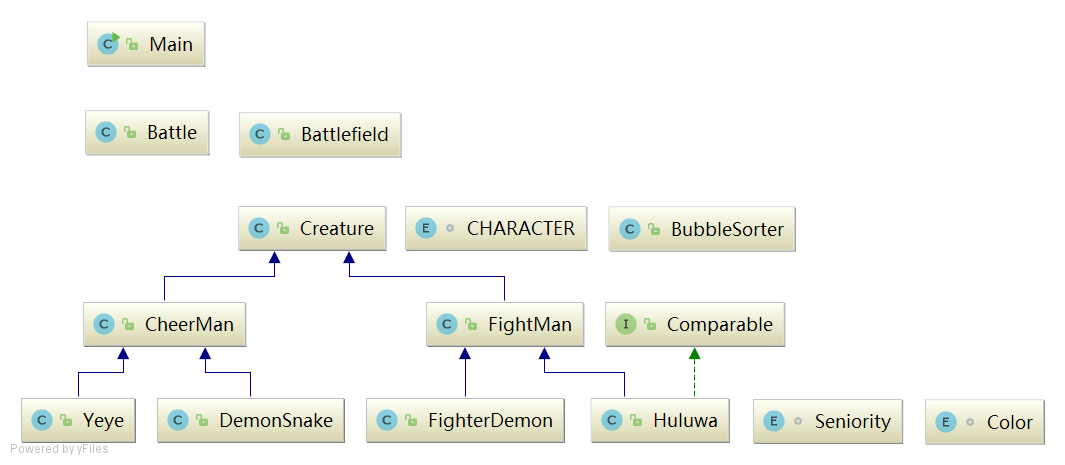 C Main
C Battle
C Battlefield
C Creature
E CHARACTER
C BubbleSorter
C CheerMan
C FightMan
I Comparable
C Yeye
C DemonSnake
C FighterDemon
C Huluwa
E Seniority
E Color
Powered by yFiles